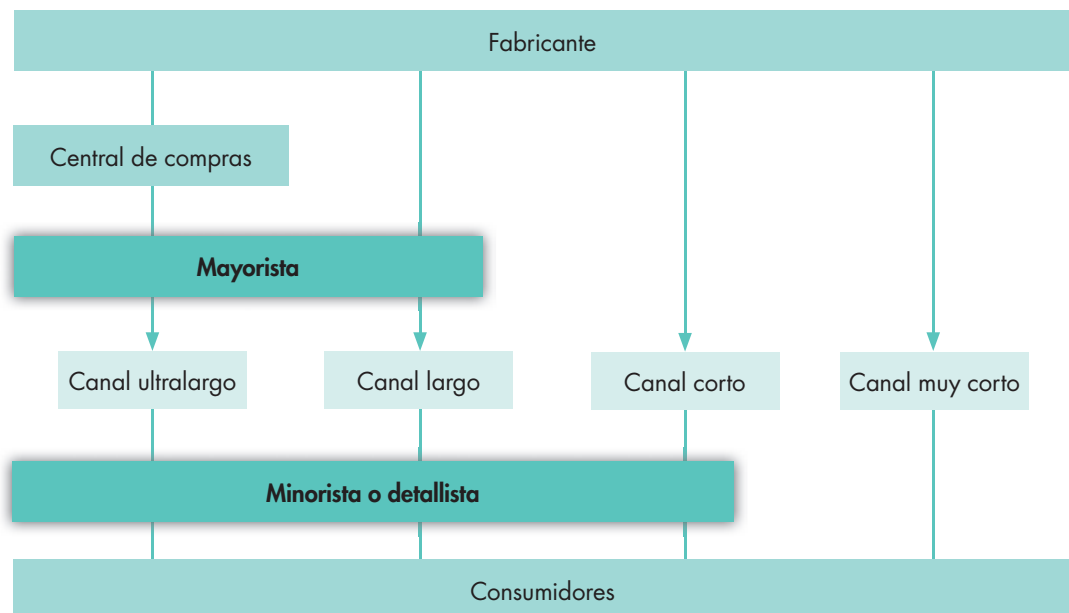 Fabricante
Central de compras
Mayorista
Canal ultralargo
Canal largo
Canal corto
Canal muy corto
Minorista o detallista
Consumidores